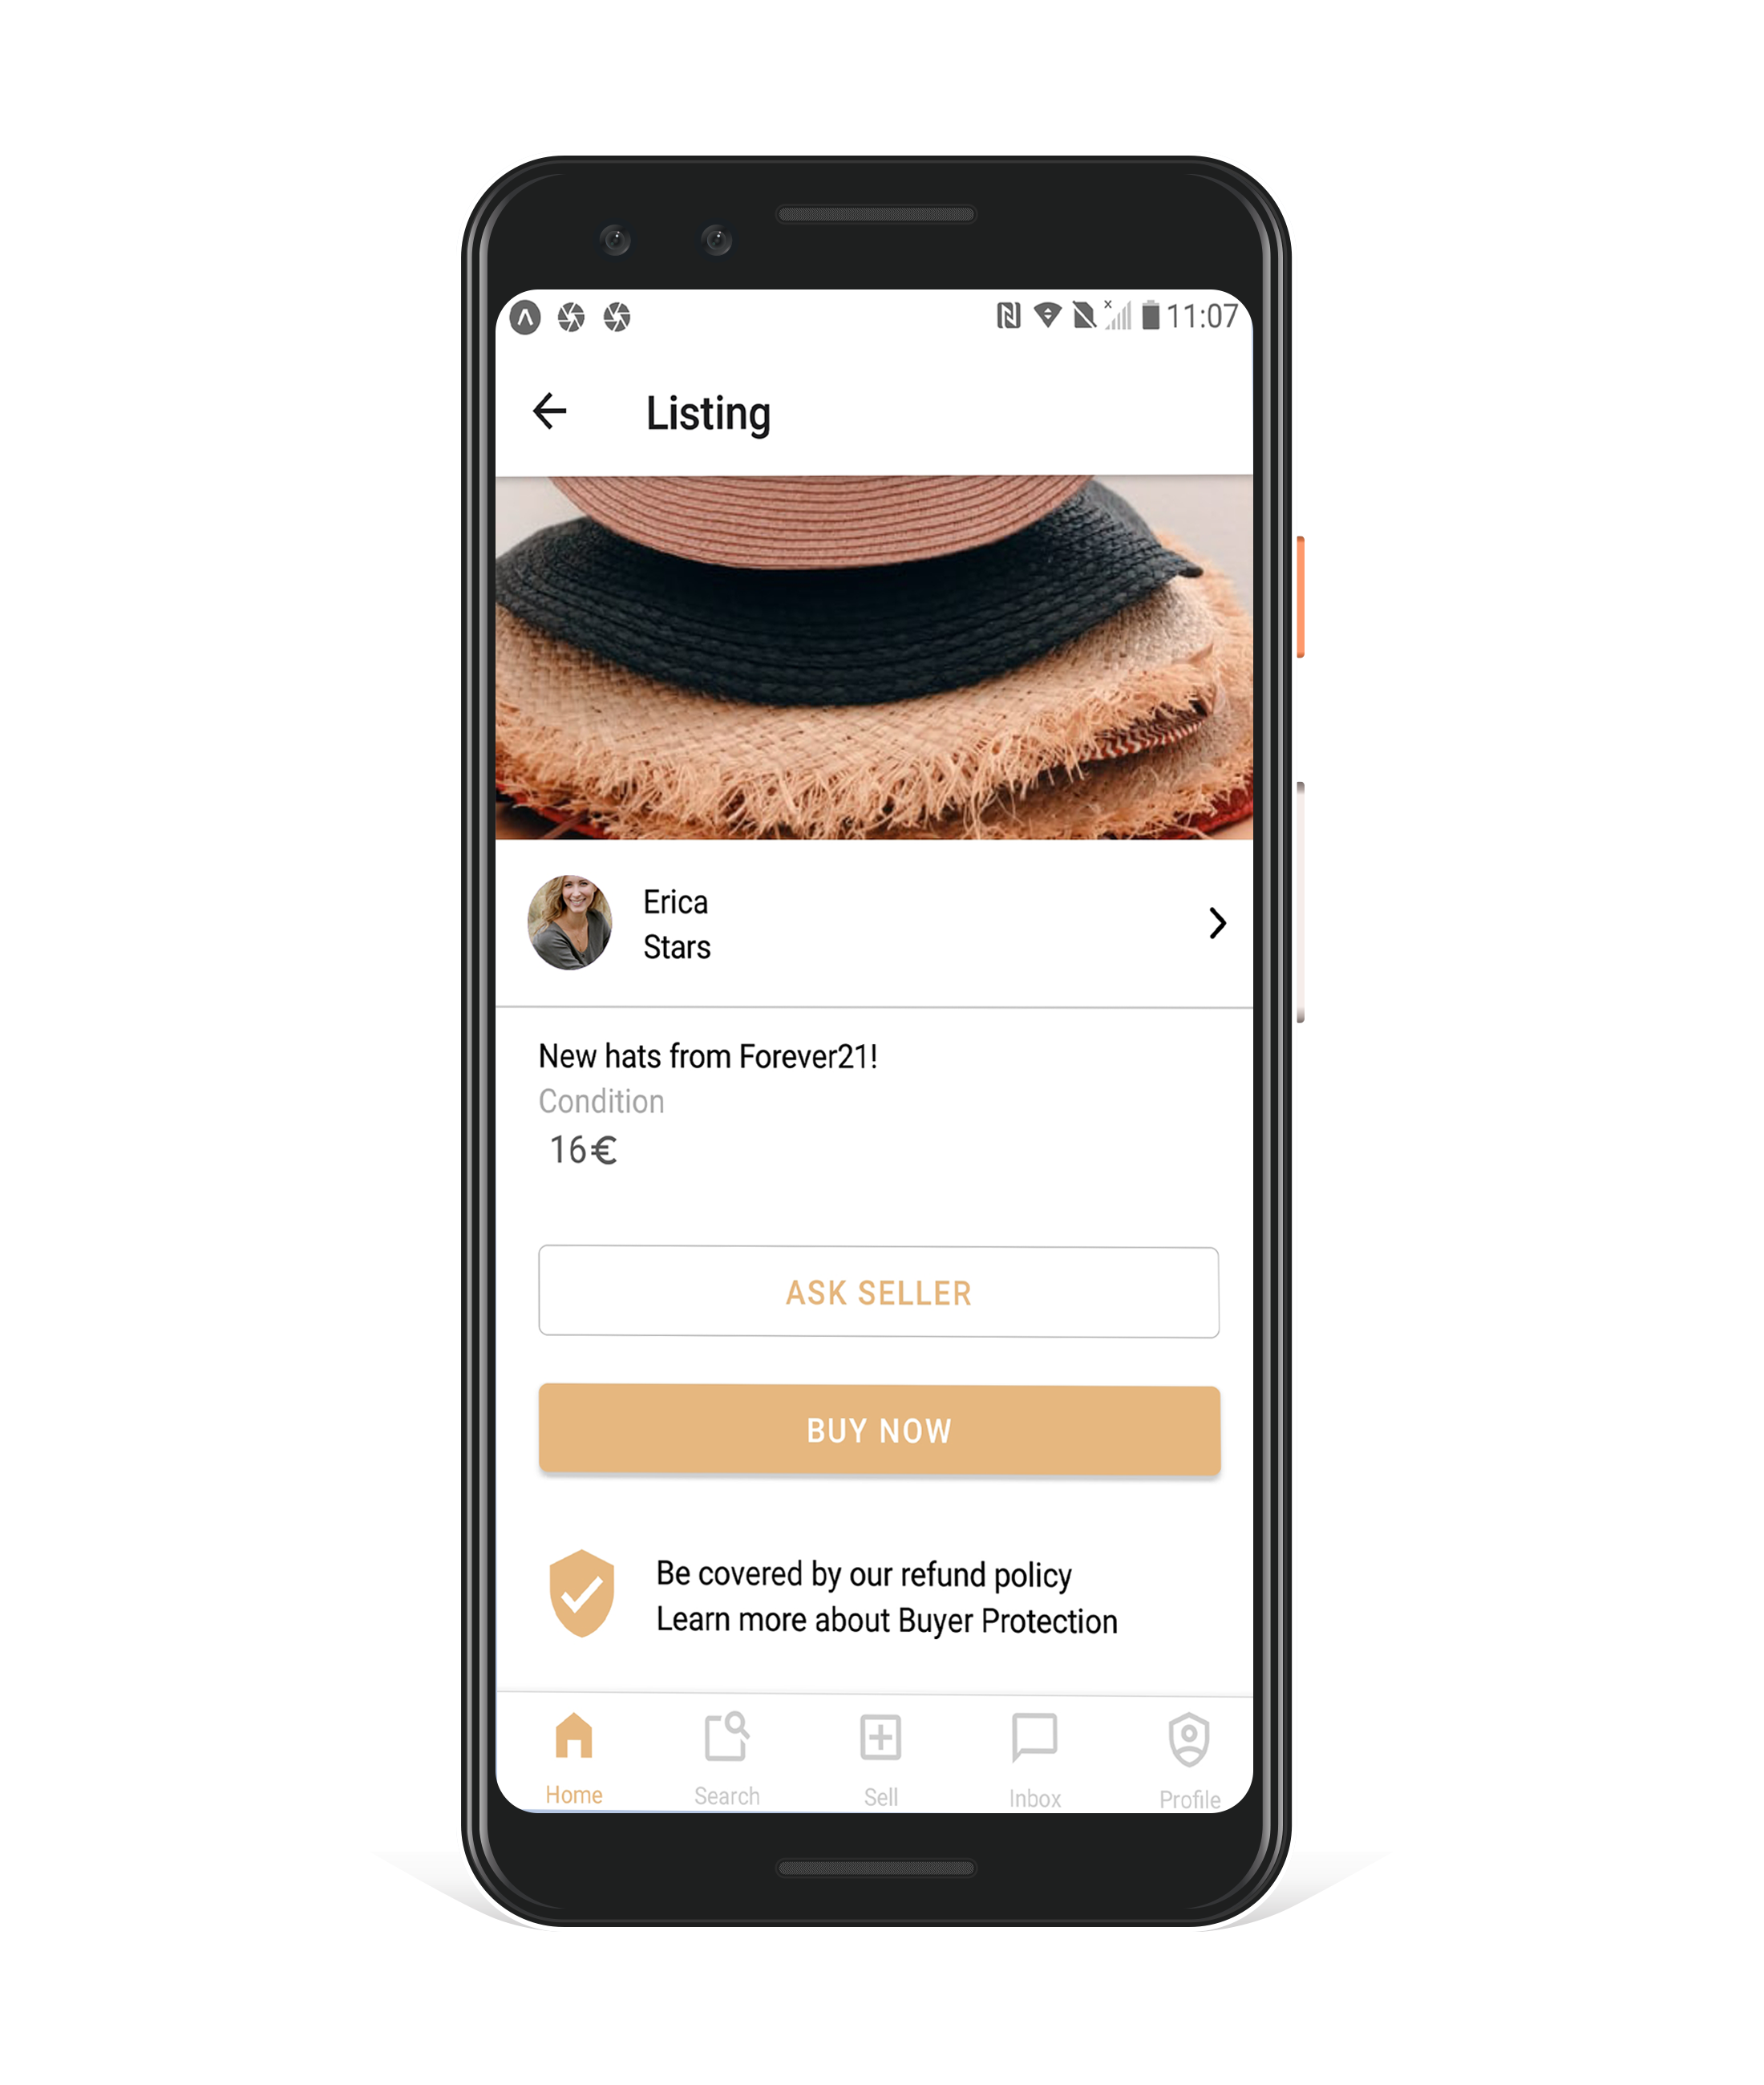 11:07
Listing
Erica
Stars
New hats from Forever21!
Condition
16€
ASK SELLER
BUY NOW
Be covered by our refund policy
Learn more about Buyer Protection
Home Search Sell Inbox Profile